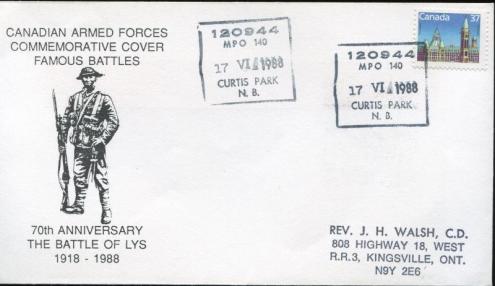 CANADIAN ARMED FORCES
COMMEMORATIVE COVER
FAMOUS BATTLES
120944
MPO 140
17 VI 1988
CURTIS PARK
N. B.
Canada 37
120944
MPO 140
17 VI 1988
CURTIS PARK
N. B.
70th ANNIVERSARY
THE BATTLE OF LYS
1918 - 1988
REV. J. H. WALSH, C.D.
808 HIGHWAY 18, WEST
R.R.3, KINGSVILLE, ONT.
N9Y 2E6